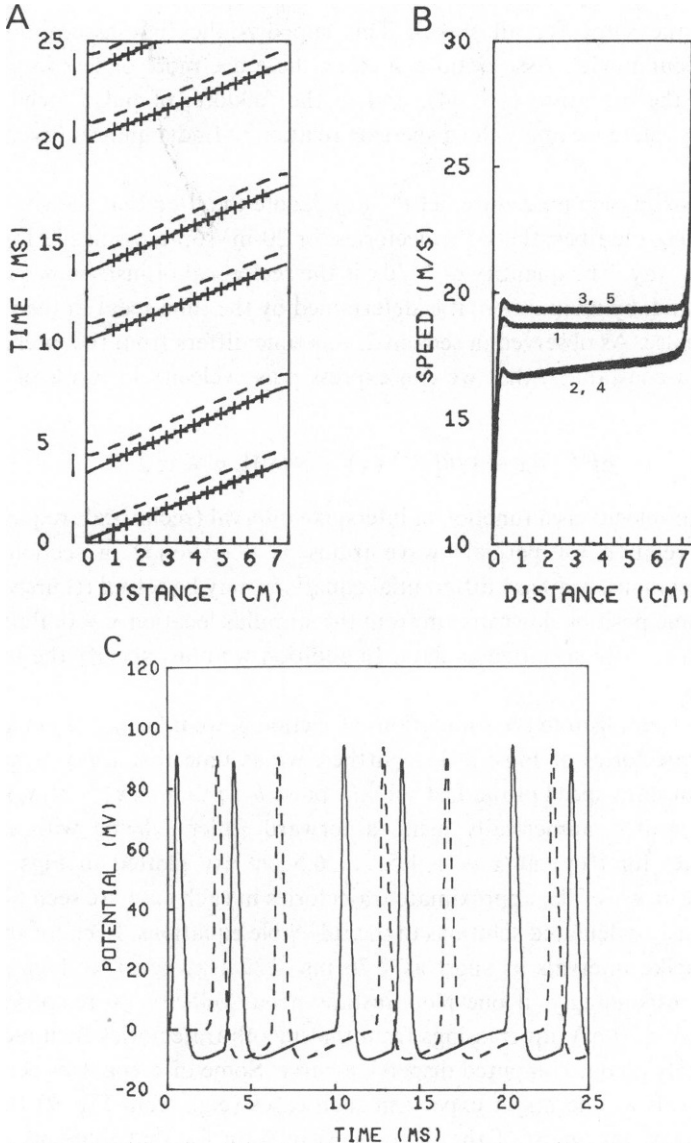 A
25
20
15
10
5
0
TIME (MS)
0 1 2 3 4 5 6 7
DISTANCE (CM)
B
30
25
20
15
10
SPEED (M/S)
3, 5
1
2, 4
0 1 2 3 4 5 6 7
DISTANCE (CM)
C
120
100
80
60
40
20
0
-20
POTENTIAL (MV)
0 5 10 15 20 25
TIME (MS)